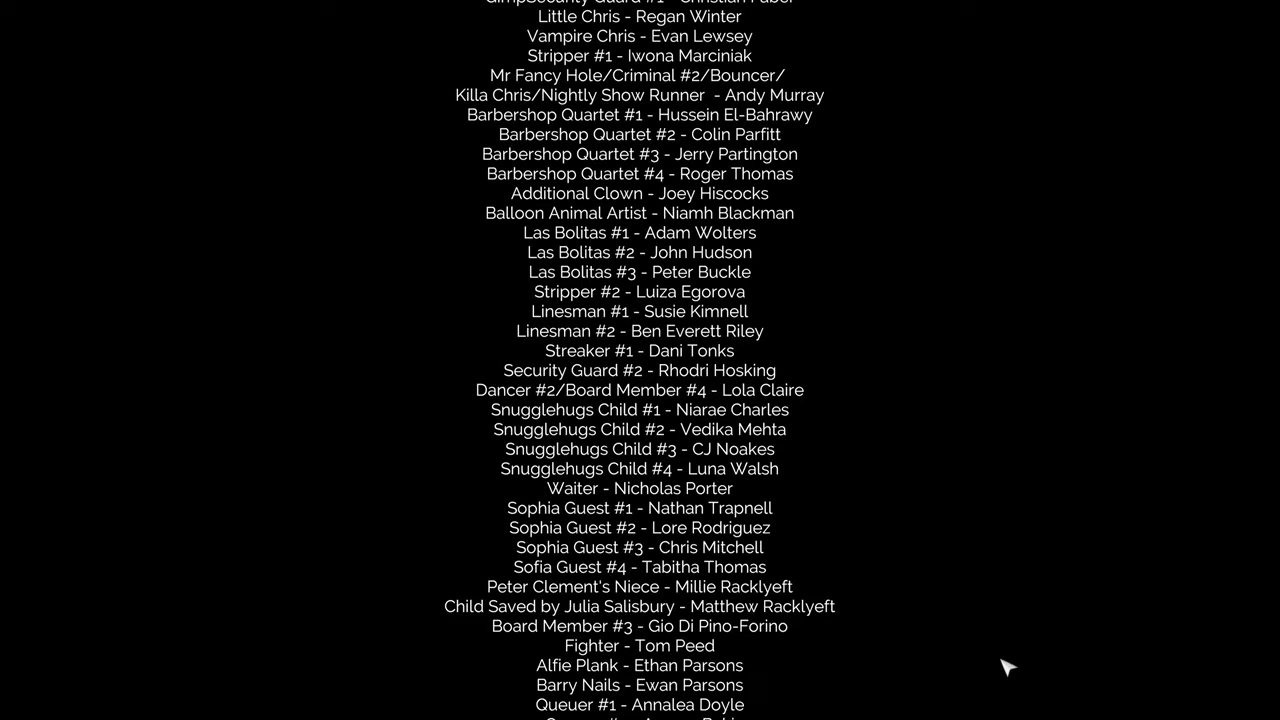 Little Chris - Regan Winter
Vampire Chris - Evan Lewsey
Stripper #1 - Iwona Marciniak
Mr Fancy Hole/Criminal #2/Bouncer/
Killa Chris/Nightly Show Runner  - Andy Murray
Barbershop Quartet #1 - Hussein El-Bahrawy
Barbershop Quartet #2 - Colin Parfitt
Barbershop Quartet #3 - Jerry Partington
Barbershop Quartet #4 - Roger Thomas
Additional Clown - Joey Hiscocks
Balloon Animal Artist - Niamh Blackman
Las Bolitas #1 - Adam Wolters
Las Bolitas #2 - John Hudson
Las Bolitas #3 - Peter Buckle
Stripper #2 - Luiza Egorova
Linesman #1 - Susie Kimnell
Linesman #2 - Ben Everett Riley
Streaker #1 - Dani Tonks
Security Guard #2 - Rhodri Hosking
Dancer #2/Board Member #4 - Lola Claire
Snugglehugs Child #1 - Niarae Charles
Snugglehugs Child #2 - Vedika Mehta
Snugglehugs Child #3 - CJ Noakes
Snugglehugs Child #4 - Luna Walsh
Waiter - Nicholas Porter
Sophia Guest #1 - Nathan Trapnell
Sophia Guest #2 - Lore Rodriguez
Sophia Guest #3 - Chris Mitchell
Sofia Guest #4 - Tabitha Thomas
Peter Clement's Niece - Millie Racklyeft
Child Saved by Julia Salisbury - Matthew Racklyeft
Board Member #3 - Gio Di Pino-Forino
Fighter - Tom Peed
Alfie Plank - Ethan Parsons
Barry Nails - Ewan Parsons
Queuer #1 - Annalea Doyle